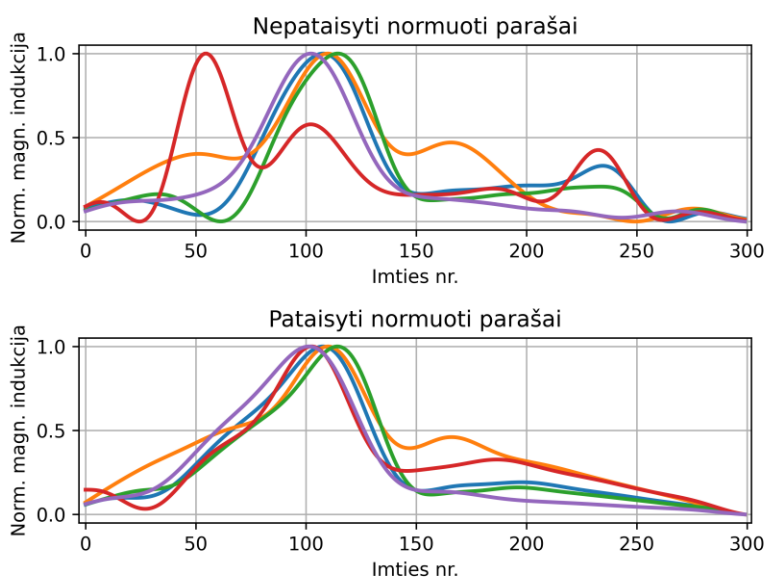 Nepataisyti normuoti parašai
Norm. magn. indukcija
1.0
0.5
0.0
0 50 100 150 200 250 300
Imties nr.
Pataisyti normuoti parašai
Norm. magn. indukcija
1.0
0.5
0.0
0 50 100 150 200 250 300
Imties nr.